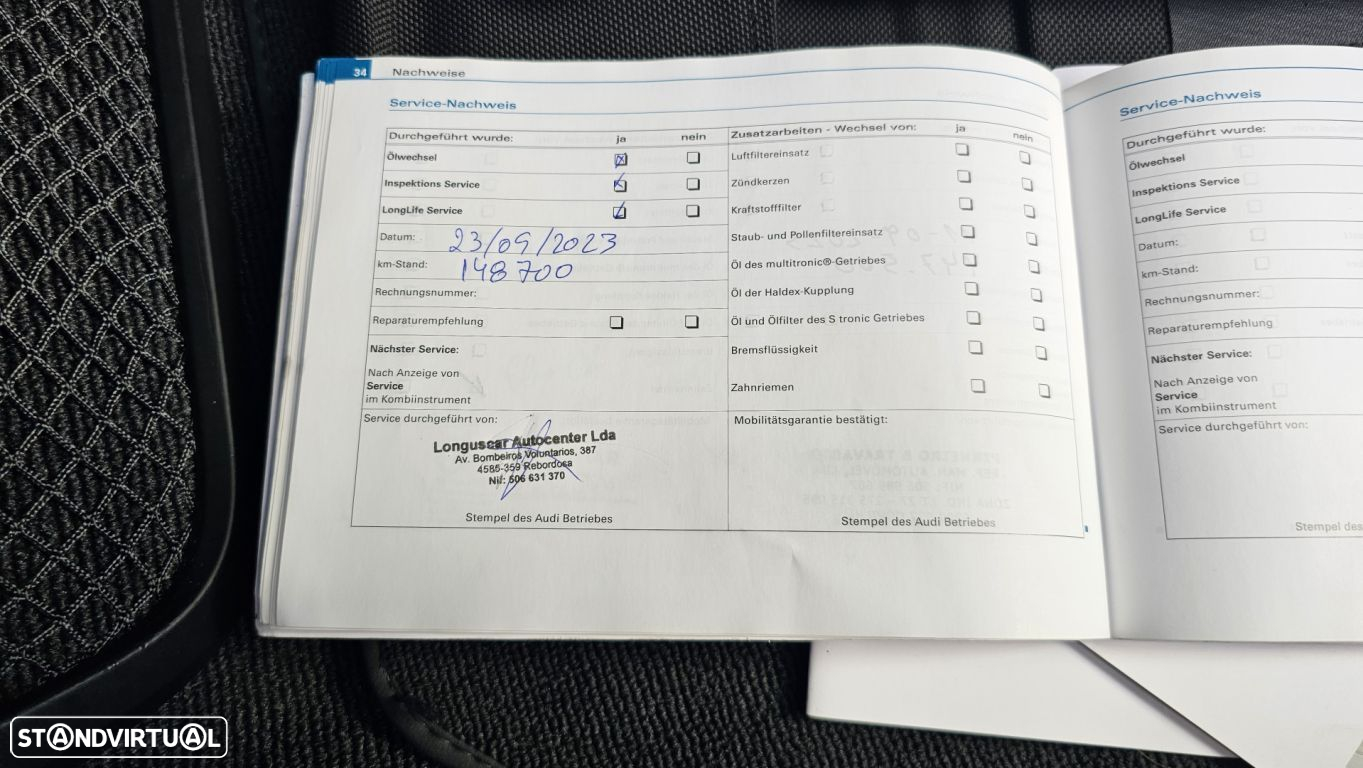 34 Nachweise
Service-Nachweis
Durchgeführt wurde: ja nein
Ölwechsel
Inspektions Service
LongLife Service
Datum: 23/09/2023
km-Stand: 148 700
Rechnungsnummer:
Reparaturempfehlung
Nächster Service:
Nach Anzeige von
Service
im Kombiinstrument
Service durchgeführt von:
Longuscar Autocenter Lda
Av. Bombeiros Voluntarios, 387
4585-359 Rebordosa
Nif: 506 631 370
Stempel des Audi Betriebes
Zusatzarbeiten - Wechsel von: ja nein
Luftfiltereinsatz
Zündkerzen
Kraftstofffilter
Staub- und Pollenfiltereinsatz
Öl des multitronic®-Getriebes
Öl der Haldex-Kupplung
Öl und Ölfilter des S tronic Getriebes
Bremsflüssigkeit
Zahnriemen
Mobilitätsgarantie bestätigt:
Stempel des Audi Betriebes
Service-Nachweis
Durchgeführt wurde:
Ölwechsel
Inspektions Service
LongLife Service
Datum:
km-Stand:
Rechnungsnummer:
Reparaturempfehlung
Nächster Service:
Nach Anzeige von
Service
im Kombiinstrument
Service durchgeführt von:
Stempel des
STANDVIRTUAL